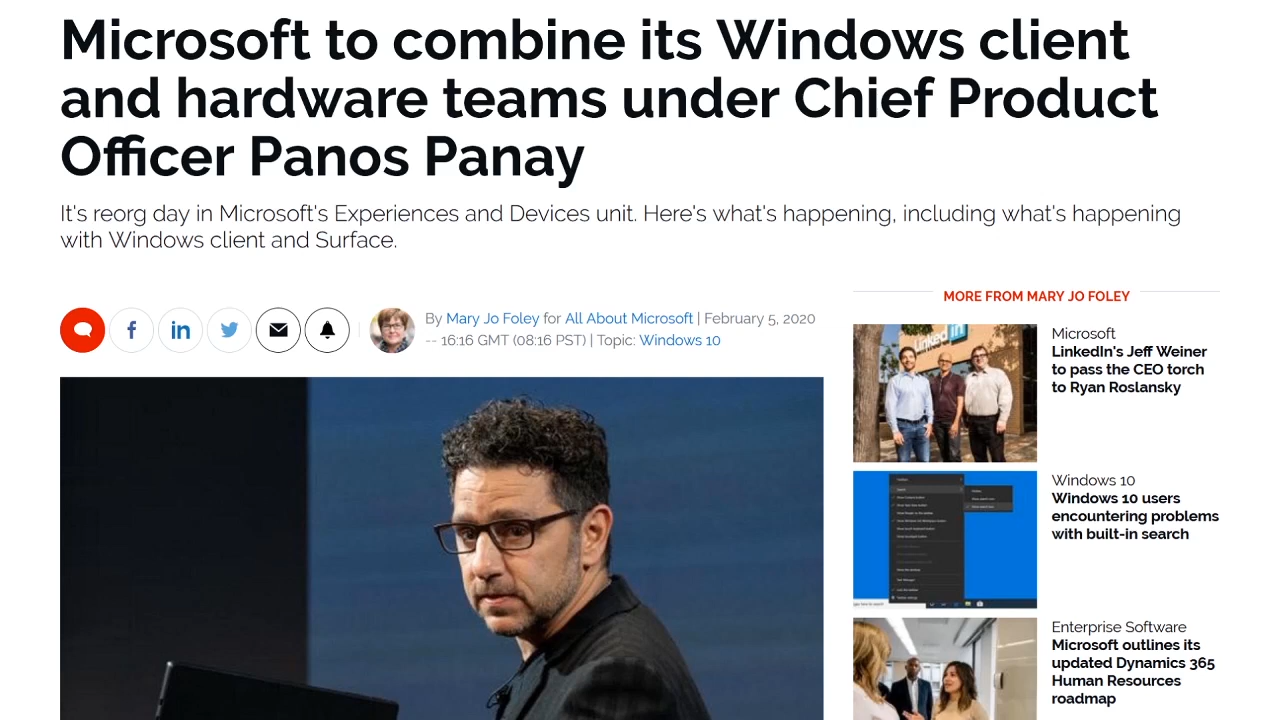 Microsoft to combine its Windows client
and hardware teams under Chief Product
Officer Panos Panay
It's reorg day in Microsoft's Experiences and Devices unit. Here's what's happening, including what's happening
with Windows client and Surface.
By Mary Jo Foley for All About Microsoft | February 5, 2020
-- 16:16 GMT (08:16 PST) | Topic: Windows 10
MORE FROM MARY JO FOLEY
Microsoft
LinkedIn's Jeff Weiner
to pass the CEO torch
to Ryan Roslansky
Windows 10
Windows 10 users
encountering problems
with built-in search
Enterprise Software
Microsoft outlines its
updated Dynamics 365
Human Resources
roadmap